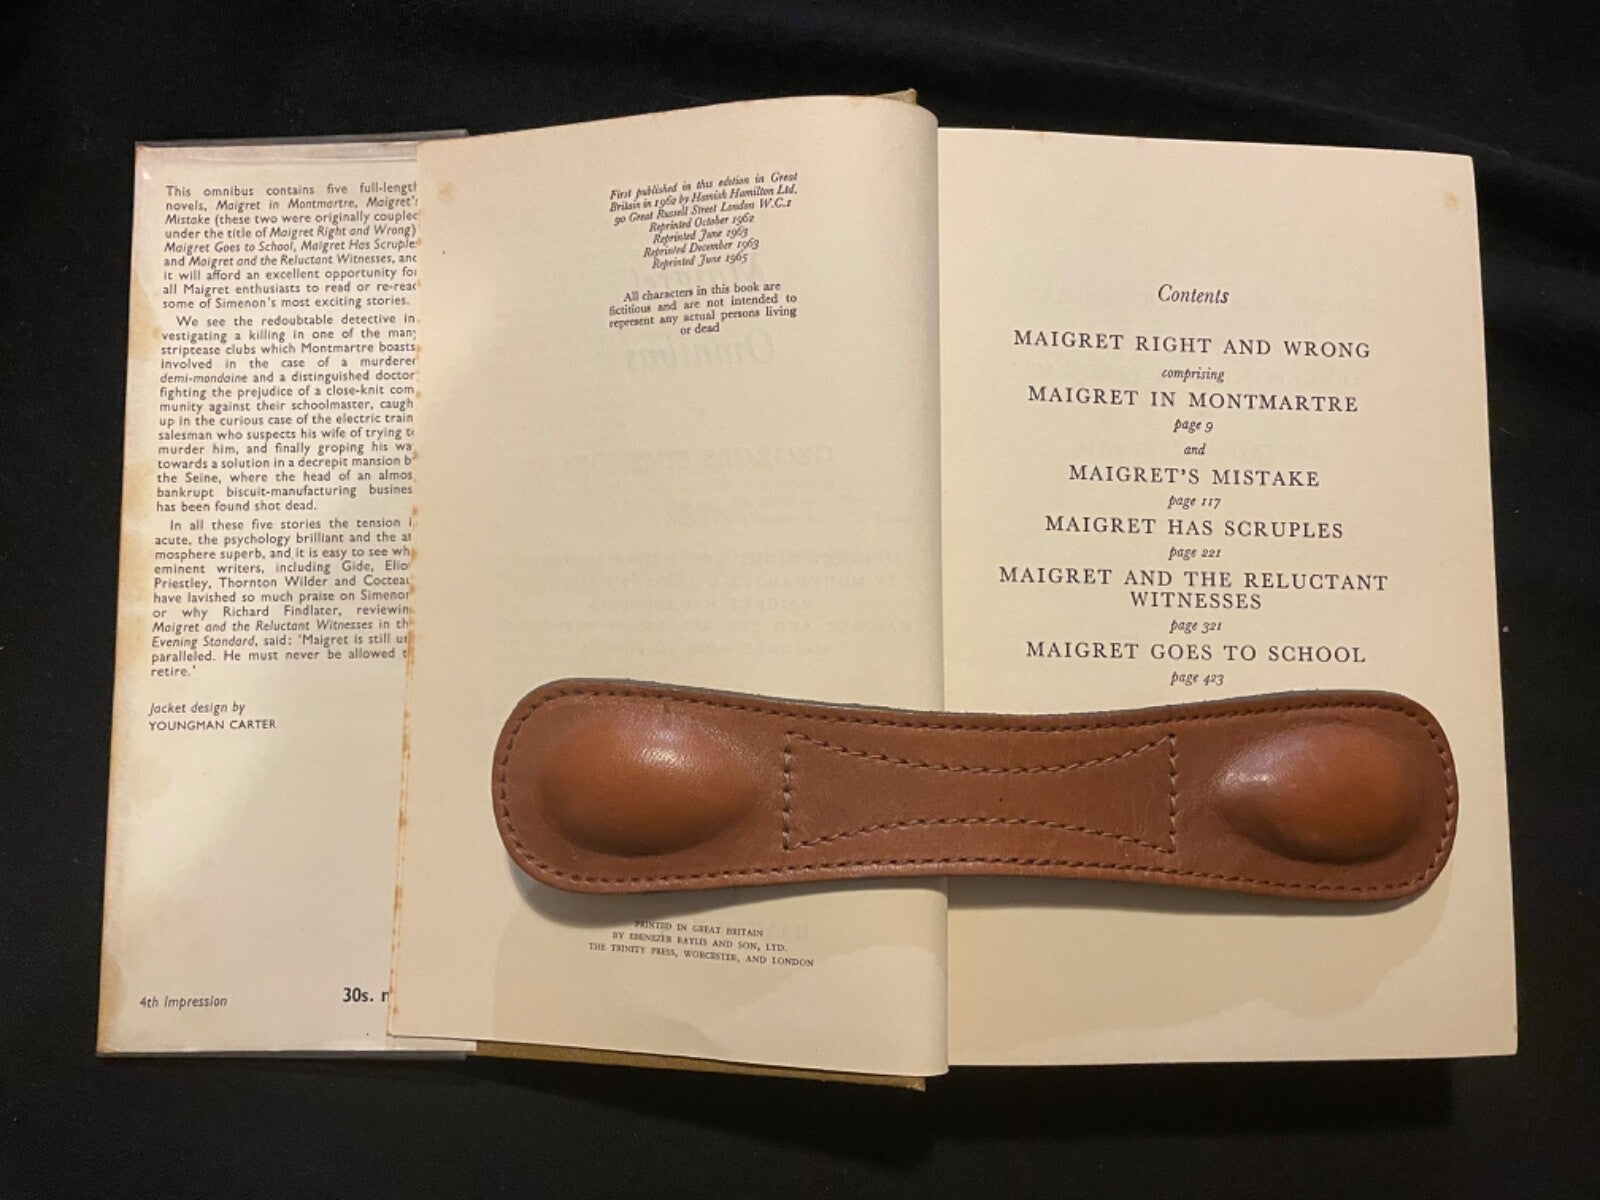 This omnibus contains five full-length
novels, Maigret in Montmartre, Maigret's
Mistake (these two were originally coupled
under the title of Maigret Right and Wrong)
Maigret Goes to School, Maigret Has Scruple
and Maigret and the Reluctant Witnesses, and
it will afford an excellent opportunity for
all Maigret enthusiasts to read or re-read
some of Simenon's most exciting stories.
We see the redoubtable detective in
vestigating a killing in one of the many
striptease clubs which Montmartre boasts
involved in the case of a murdered
demi-mondaine and a distinguished doctor
fighting the prejudice of a close-knit com
munity against their schoolmaster, caugh
up in the curious case of the electric train
salesman who suspects his wife of trying to
murder him, and finally groping his wa
towards a solution in a decrepit mansion b
the Seine, where the head of an almos
bankrupt biscuit-manufacturing busines
has been found shot dead.
In all these five stories the tension i
acute, the psychology brilliant and the at
mosphere superb, and it is easy to see wh
eminent writers, including Gide, Elio
Priestley, Thornton Wilder and Cocteau
have lavished so much praise on Simenon
or why Richard Findlater, reviewin
Maigret and the Reluctant Witnesses in th
Evening Standard, said: 'Maigret is still un
paralleled. He must never be allowed t
retire.'
Jacket design by
YOUNGMAN CARTER
4th Impression
30s. n
First published in this edition in Great
Britain in 1962 by Hamish Hamilton Ltd.
90 Great Russell Street London W.C.1
Reprinted October 1962
Reprinted June 1963
Reprinted December 1963
Reprinted June 1965
All characters in this book are
fictitious and are not intended to
represent any actual persons living
or dead
PRINTED IN GREAT BRITAIN
BY EBENEZER BAYLIS AND SON, LTD.
THE TRINITY PRESS, WORCESTER, AND LONDON
Contents
MAIGRET RIGHT AND WRONG
comprising
MAIGRET IN MONTMARTRE
page 9
and
MAIGRET'S MISTAKE
page 117
MAIGRET HAS SCRUPLES
page 221
MAIGRET AND THE RELUCTANT
WITNESSES
page 321
MAIGRET GOES TO SCHOOL
page 423